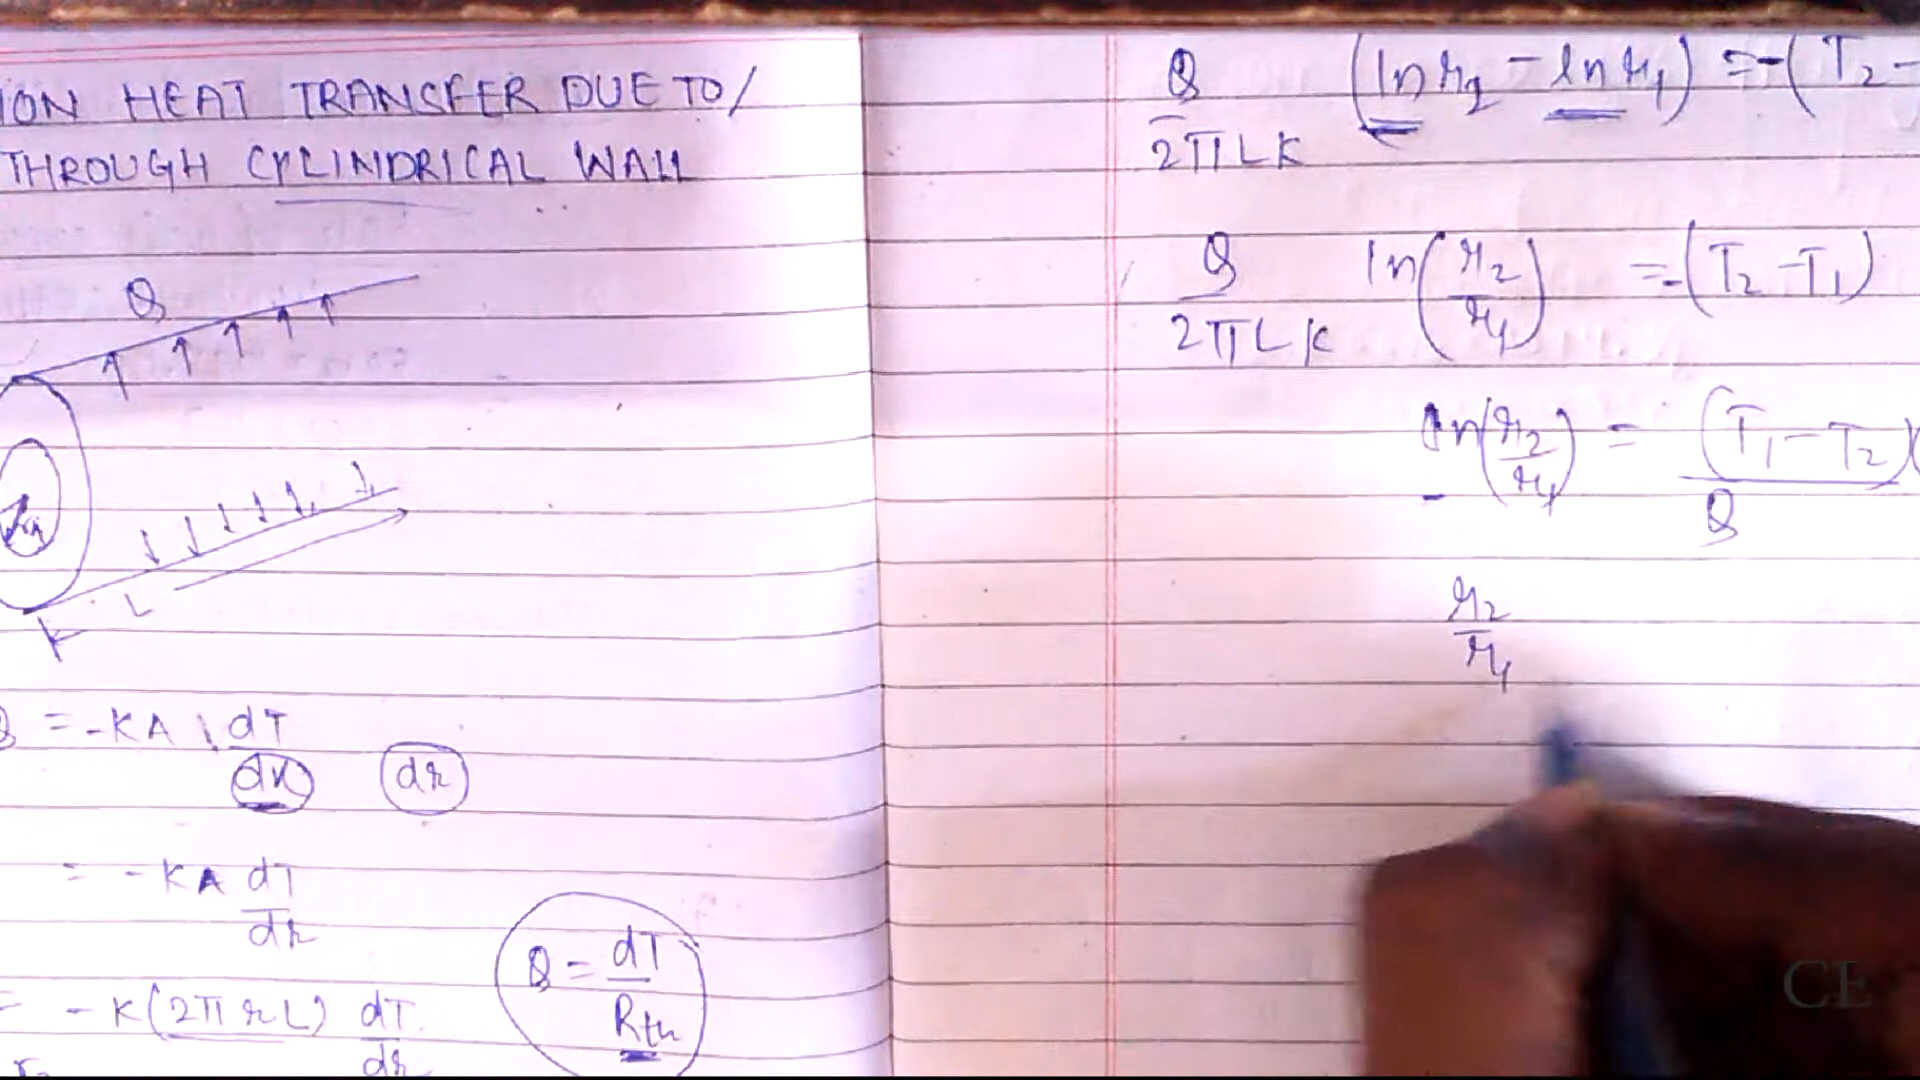 ION HEAT TRANSFER DUE TO/
THROUGH CYLINDRICAL WALL
Q
L
Q = -KA dT
dx dr
= -KA dT
dr
= -K(2πrL) dT
dr
Q = dT
Rth
Q (ln r2 - ln r1) = -(T2 -
2πLK
Q ln(r2/r1) = -(T2 - T1)
2πLK
ln(r2/r1) = (T1 - T2)(
Q
r2
r1
CE